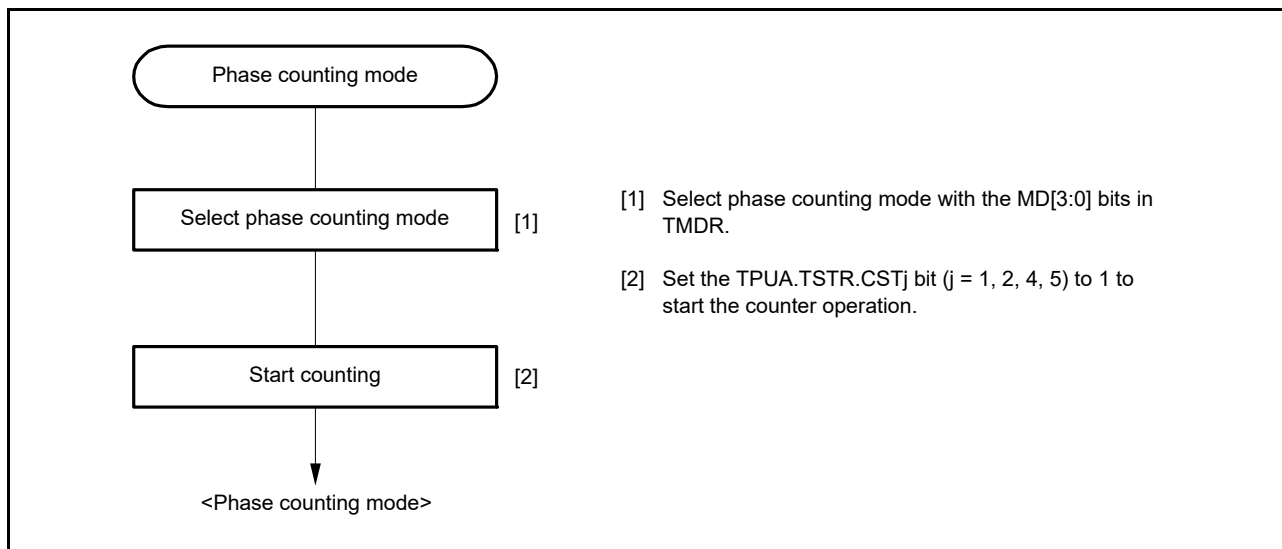 Phase counting mode
Select phase counting mode
[1]
[1] Select phase counting mode with the MD[3:0] bits in
TMDR.
[2] Set the TPUA.TSTR.CSTj bit (j = 1, 2, 4, 5) to 1 to
start the counter operation.
Start counting
[2]
<Phase counting mode>